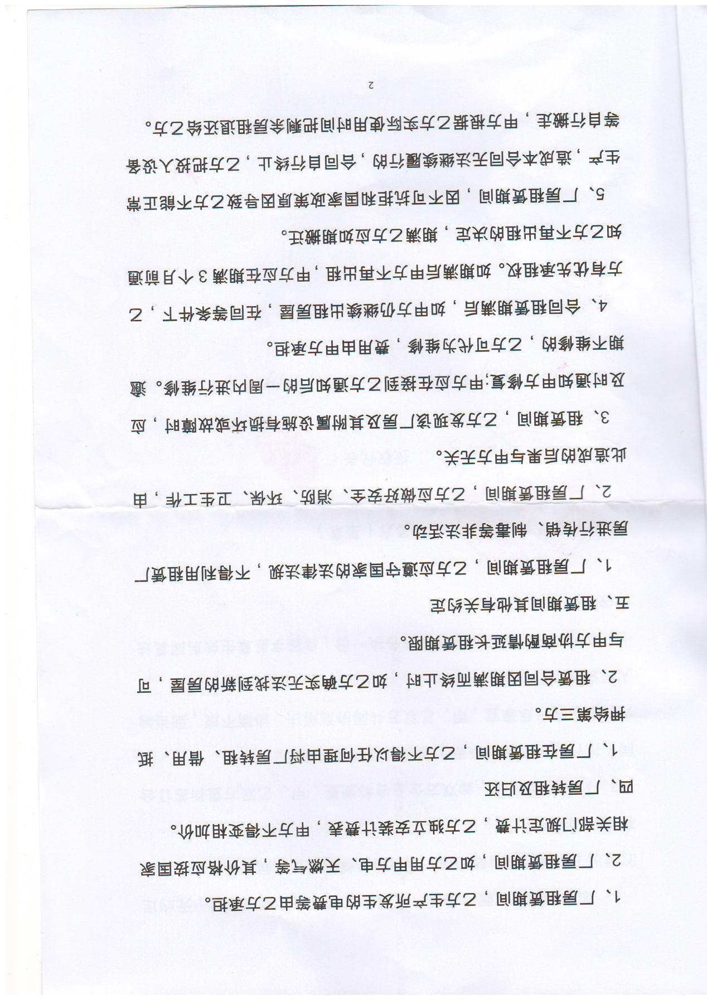 1、厂房租赁期间，乙方生产所发生的电费等由乙方承担。
2、厂房租赁期间，如乙方用甲方电、天燃气等，其价格应按国家
相关部门规定计费，乙方独立安装计费表，甲方不得变相加价。
四、厂房转租及归还
1、厂房在租赁期间，乙方不得以任何理由将厂房转租、借用、抵
押给第三方。
2、租赁合同因期满而终止时，如乙方确实无法找到新的房屋，可
与甲方协商酌情延长租赁期限。
五、租赁期间其他有关约定
1、厂房租赁期间，乙方应遵守国家的法律法规，不得利用租赁厂
房进行传销、制毒等非法活动。
2、厂房租赁期间，乙方应做好安全、消防、环保、卫生工作，由
此造成的后果与甲方无关。
3、租赁期间，乙方发现该厂房及其附属设施有损坏或故障时，应
及时通知甲方修复;甲方应在接到乙方通知后的一周内进行维修。逾
期不维修的，乙方可代为维修，费用由甲方承担。
4、合同租赁期满后，如甲方仍继续出租房屋，在同等条件下，乙
方有优先承租权。如期满后甲方不再出租，甲方应在期满3个月前通
知乙方不再出租的决定，期满乙方应如期搬迁。
5、厂房租赁期间，因不可抗拒和国家政策原因导致乙方不能正常
生产，造成本合同无法继续履行的，合同自行终止，乙方把投入设备
等自行搬走，甲方根据乙方实际使用时间把剩余房租退还给乙方。
2